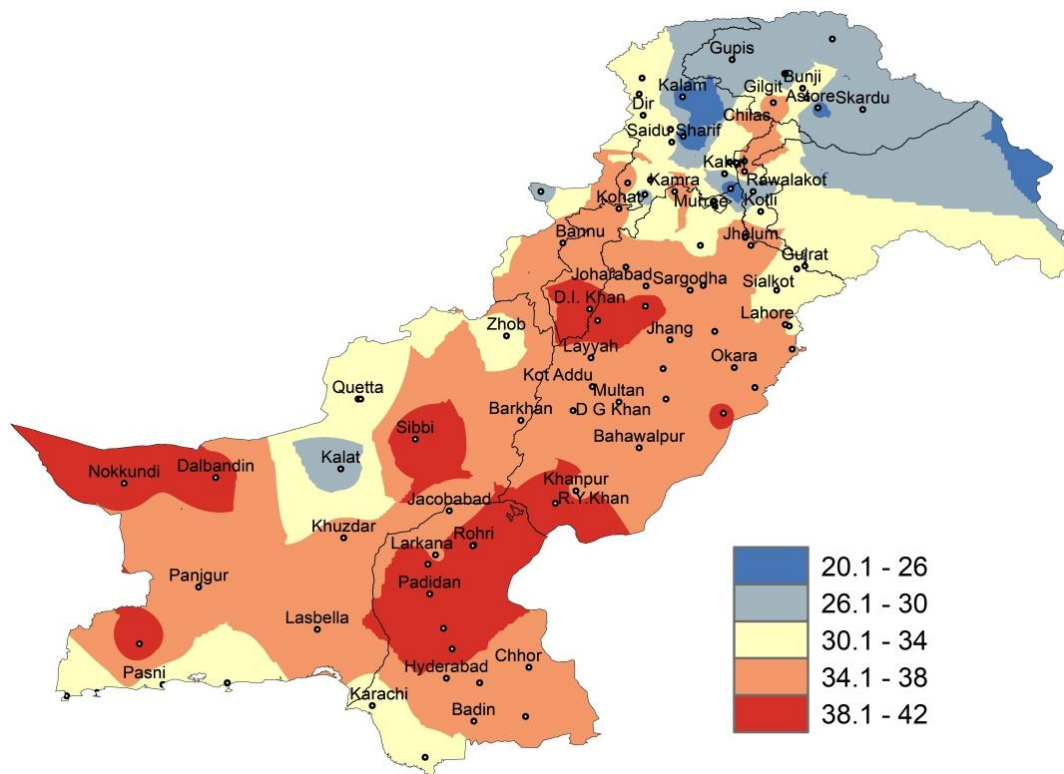 Gupis
Bunji
Kalam
Gilgit
Astore
Skardu
Dir
Chilas
Saidu Sharif
Kakul
Kamra
Rawalakot
Kohat
Murree
Kotli
Bannu
Jhelum
Gujrat
Joharabad
Sargodha
Sialkot
D.I. Khan
Lahore
Zhob
Jhang
Layyah
Okara
Kot Addu
Quetta
Multan
D G Khan
Barkhan
Sibbi
Bahawalpur
Kalat
Nokkundi
Dalbandin
Khanpur
R.Y.Khan
Jacobabad
Khuzdar
Rohri
Larkana
Panjgur
Padidan
Lasbella
Chhor
Pasni
Hyderabad
Karachi
Badin
20.1 - 26
26.1 - 30
30.1 - 34
34.1 - 38
38.1 - 42